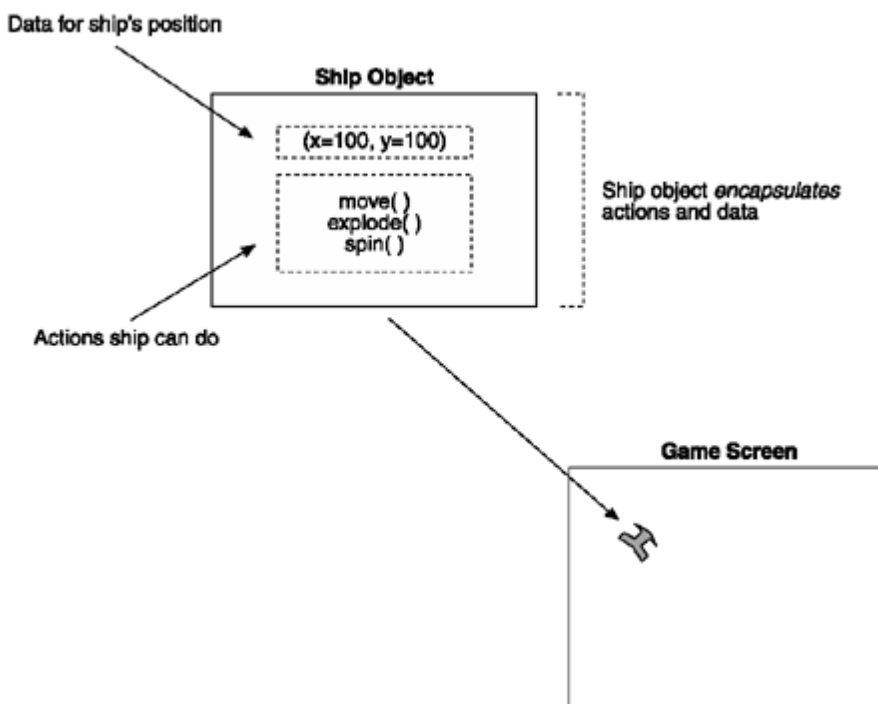 Data for ship's position
Ship Object
(x=100, y=100)
move( )
explode( )
spin( )
Ship object encapsulates
actions and data
Actions ship can do
Game Screen